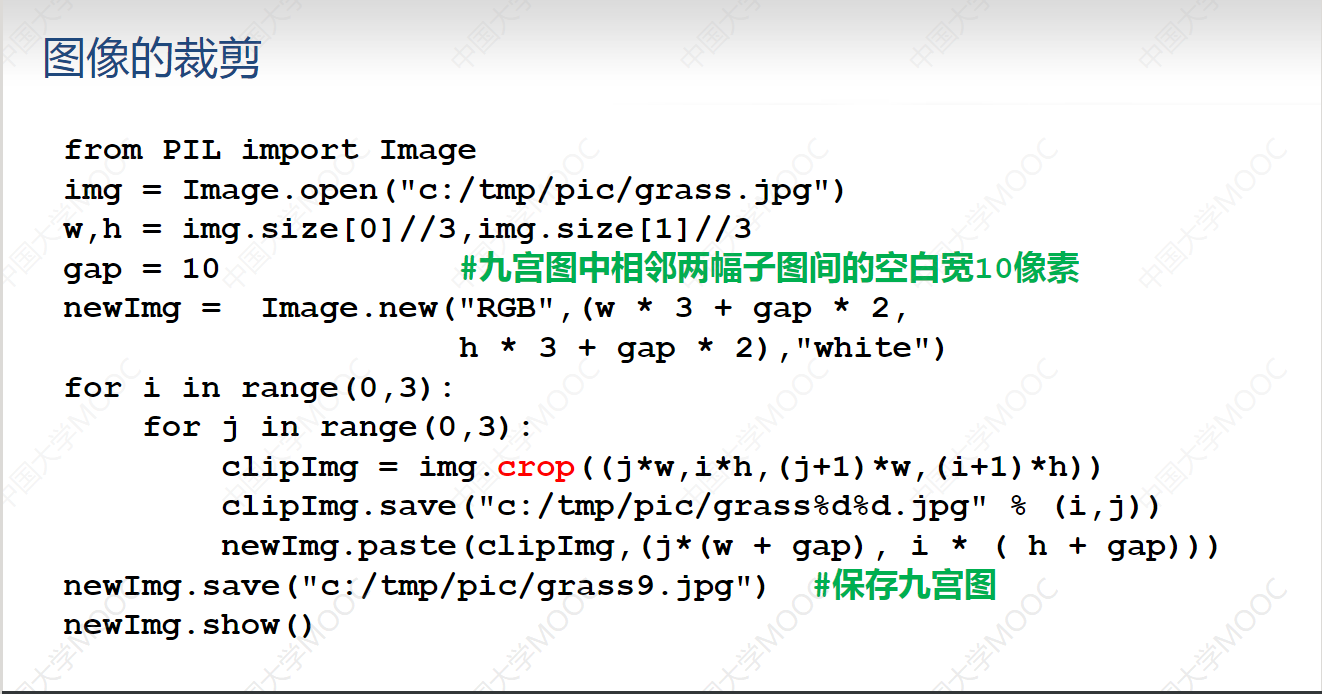 图像的裁剪
from PIL import Image
img = Image.open("c:/tmp/pic/grass.jpg")
w,h = img.size[0]//3,img.size[1]//3
gap = 10 #九宫图中相邻两幅子图间的空白宽10像素
newImg = Image.new("RGB",(w * 3 + gap * 2,
h * 3 + gap * 2),"white")
for i in range(0,3):
for j in range(0,3):
clipImg = img.crop((j*w,i*h,(j+1)*w,(i+1)*h))
clipImg.save("c:/tmp/pic/grass%d%d.jpg" % (i,j))
newImg.paste(clipImg,(j*(w + gap), i * ( h + gap)))
newImg.save("c:/tmp/pic/grass9.jpg") #保存九宫图
newImg.show()
中国大学MOOC